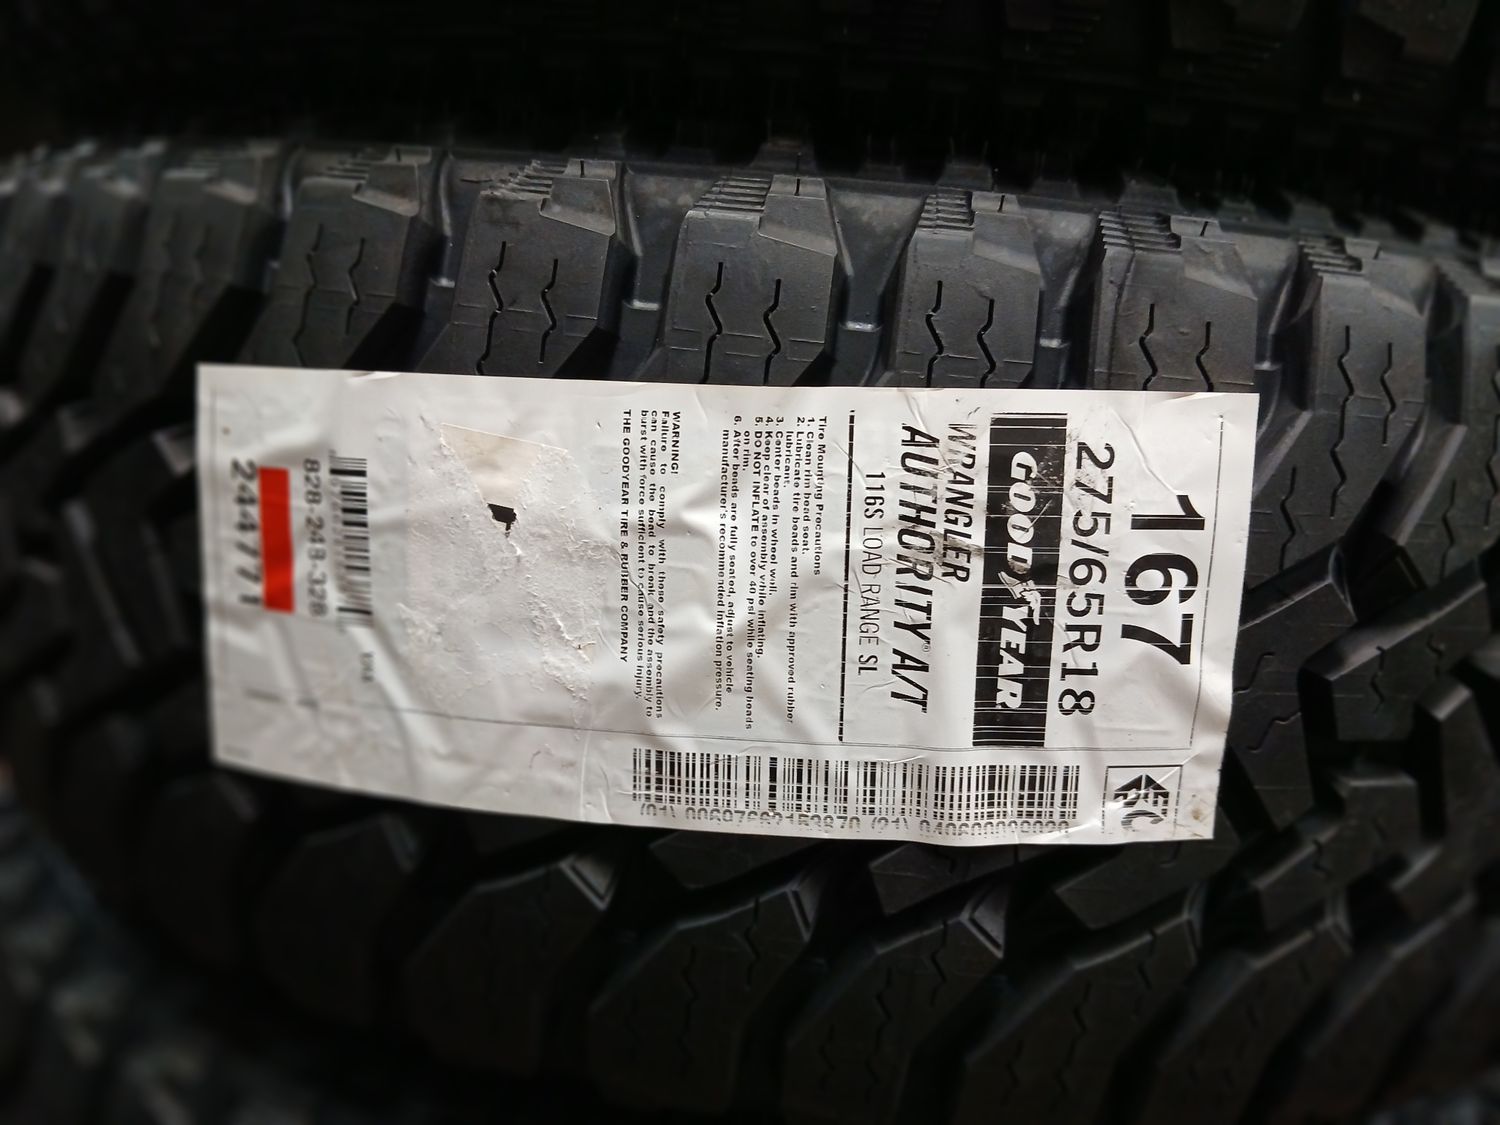 167
275/65R18
GOODYEAR
WRANGLER
AUTHORITY® A/T
116S LOAD RANGE SL
Tire Mounting Precautions
1. Clean rim bead seat.
2. Lubricate tire beads and rim with approved rubber
lubricant.
3. Center beads in wheel well.
4. Keep clear of assembly while inflating.
5. DO NOT INFLATE to over 40 psi while seating beads
on rim.
6. After beads are fully seated, adjust to vehicle
manufacturer's recommended inflation pressure.
WARNING!
Failure to comply with these safety precautions
can cause the bead to break and the assembly to
burst with force sufficient to cause serious injury.
THE GOODYEAR TIRE & RUBBER COMPANY
828-248-328
244771